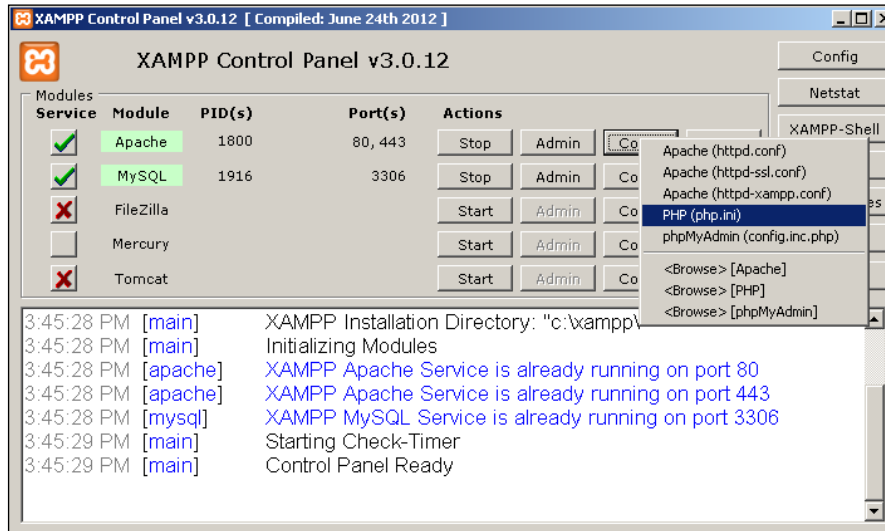 XAMPP Control Panel v3.0.12 [ Compiled: June 24th 2012 ]
XAMPP Control Panel v3.0.12
Config
Netstat
XAMPP-Shell
Modules
Service Module PID(s) Port(s) Actions
Apache 1800 80, 443 Stop Admin
MySQL 1916 3306 Stop Admin
FileZilla Start Admin
Mercury Start Admin
Tomcat Start Admin
Apache (httpd.conf)
Apache (httpd-ssl.conf)
Apache (httpd-xampp.conf)
PHP (php.ini)
phpMyAdmin (config.inc.php)
<Browse> [Apache]
<Browse> [PHP]
<Browse> [phpMyAdmin]
3:45:28 PM [main] XAMPP Installation Directory: "c:\xampp\
3:45:28 PM [main] Initializing Modules
3:45:28 PM [apache] XAMPP Apache Service is already running on port 80
3:45:28 PM [apache] XAMPP Apache Service is already running on port 443
3:45:28 PM [mysql] XAMPP MySQL Service is already running on port 3306
3:45:29 PM [main] Starting Check-Timer
3:45:29 PM [main] Control Panel Ready